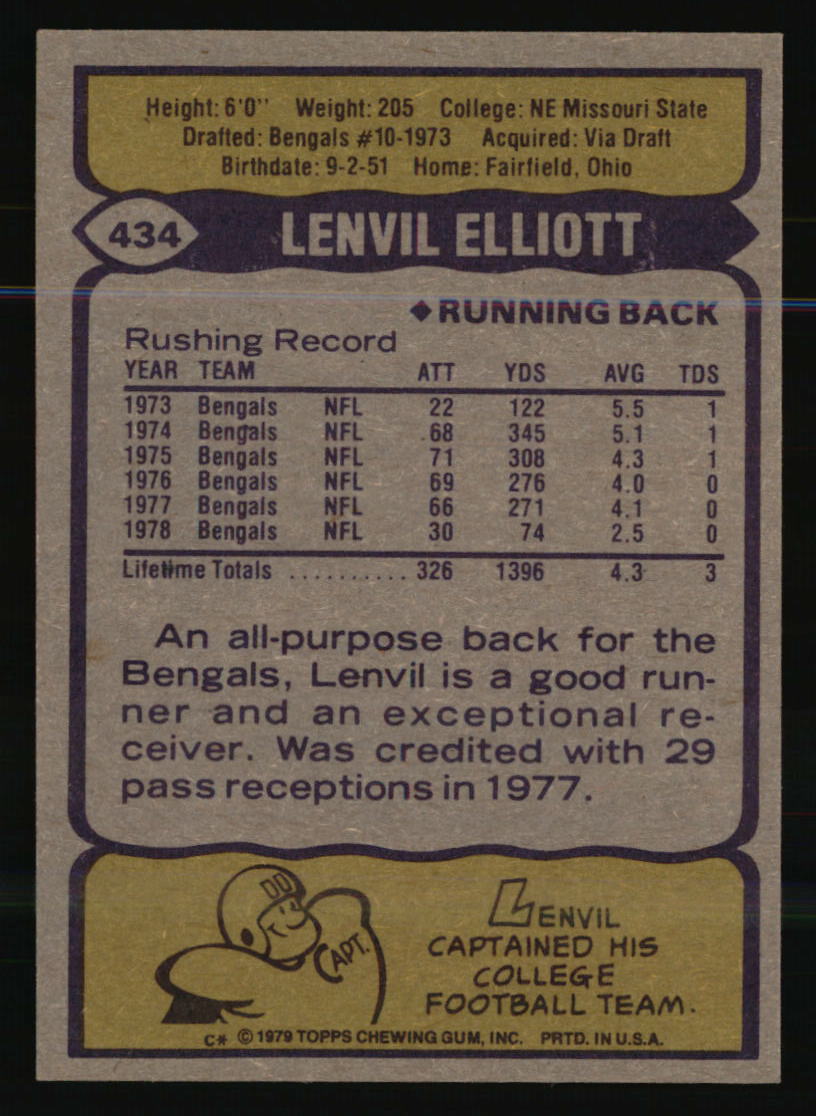 Height: 6'0'' Weight: 205 College: NE Missouri State
Drafted: Bengals #10-1973 Acquired: Via Draft
Birthdate: 9-2-51 Home: Fairfield, Ohio
434 LENVIL ELLIOTT
◆RUNNING BACK
Rushing Record
YEAR TEAM ATT YDS AVG TDS
1973 Bengals NFL 22 122 5.5 1
1974 Bengals NFL 68 345 5.1 1
1975 Bengals NFL 71 308 4.3 1
1976 Bengals NFL 69 276 4.0 0
1977 Bengals NFL 66 271 4.1 0
1978 Bengals NFL 30 74 2.5 0
Lifetime Totals .......... 326 1396 4.3 3
An all-purpose back for the
Bengals, Lenvil is a good run-
ner and an exceptional re-
ceiver. Was credited with 29
pass receptions in 1977.
DD
CAPT.
LENVIL
CAPTAINED HIS
COLLEGE
FOOTBALL TEAM.
C* © 1979 TOPPS CHEWING GUM, INC. PRTD. IN U.S.A.